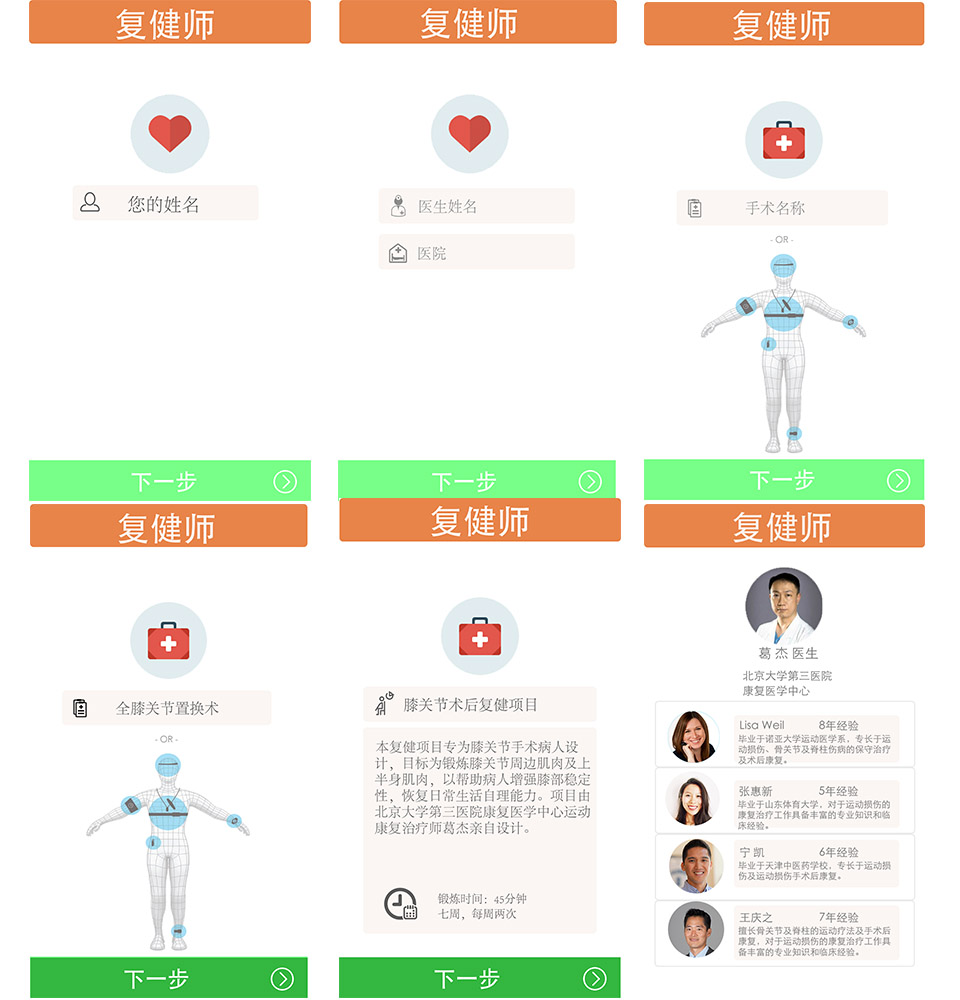 复健师
您的姓名
下一步
复健师
医生姓名
医院
下一步
复健师
手术名称
- OR -
下一步
复健师
全膝关节置换术
- OR -
下一步
复健师
膝关节术后复健项目
本复健项目专为膝关节手术病人设
计，目标为锻炼膝关节周边肌肉及上
半身肌肉，以帮助病人增强膝部稳定
性，恢复日常生活自理能力。项目由
北京大学第三医院康复医学中心运动
康复治疗师葛杰亲自设计。
锻炼时间：45分钟
七周，每周两次
下一步
复健师
葛 杰 医生
北京大学第三医院
康复医学中心
Lisa Weil 8年经验
毕业于诺亚大学运动医学系，专长于运
动损伤、骨关节及脊柱伤病的保守治疗
及术后康复。
张惠新 5年经验
毕业于山东体育大学，对于运动损伤的
康复治疗工作具备丰富的专业知识和临
床经验。
宁 凯 6年经验
毕业于天津中医药学校，专长于运动损
伤及运动损伤手术后康复。
王庆之 7年经验
擅长骨关节及脊柱的运动疗法及手术后
康复，对于运动损伤的康复治疗工作具
备丰富的专业知识和临床经验。